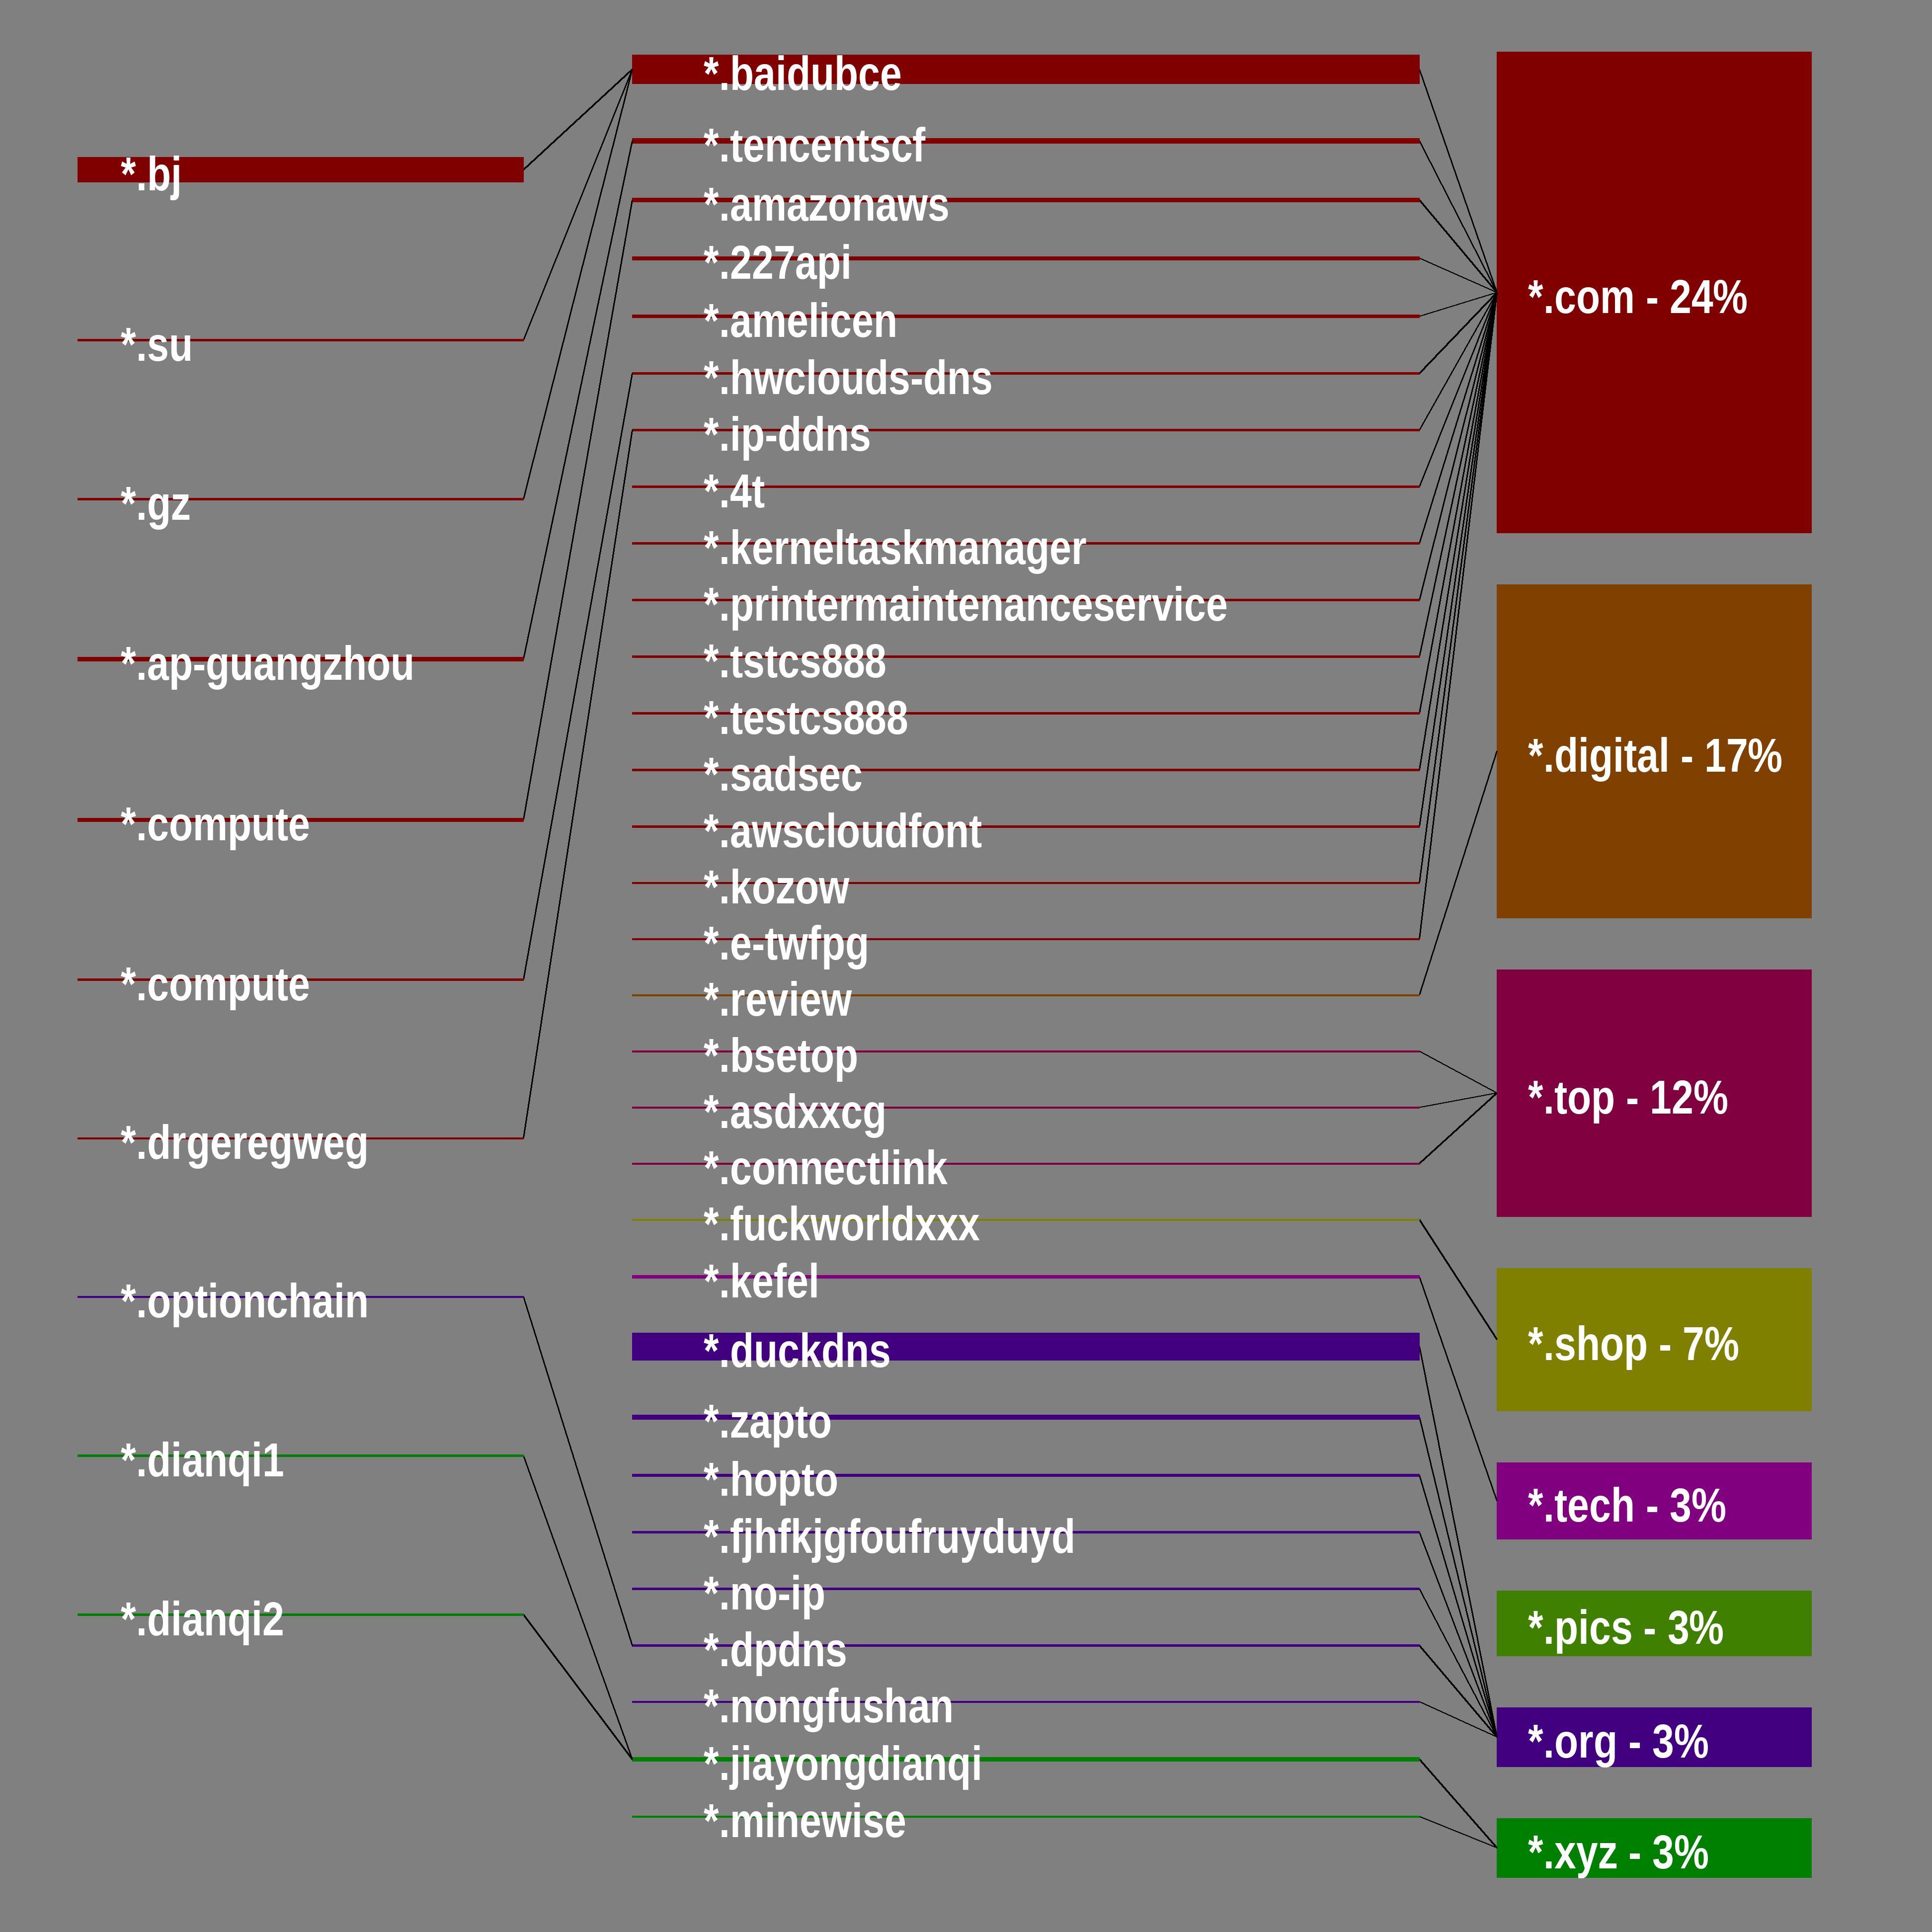 *.bj
*.su
*.gz
*.ap-guangzhou
*.compute
*.compute
*.drgeregweg
*.optionchain
*.dianqi1
*.dianqi2
*.baidubce
*.tencentscf
*.amazonaws
*.227api
*.amelicen
*.hwclouds-dns
*.ip-ddns
*.4t
*.kerneltaskmanager
*.printermaintenanceservice
*.tstcs888
*.testcs888
*.sadsec
*.awscloudfont
*.kozow
*.e-twfpg
*.review
*.bsetop
*.asdxxcg
*.connectlink
*.fuckworldxxx
*.kefel
*.duckdns
*.zapto
*.hopto
*.fjhfkjgfoufruyduyd
*.no-ip
*.dpdns
*.nongfushan
*.jiayongdianqi
*.minewise
*.com - 24%
*.digital - 17%
*.top - 12%
*.shop - 7%
*.tech - 3%
*.pics - 3%
*.org - 3%
*.xyz - 3%